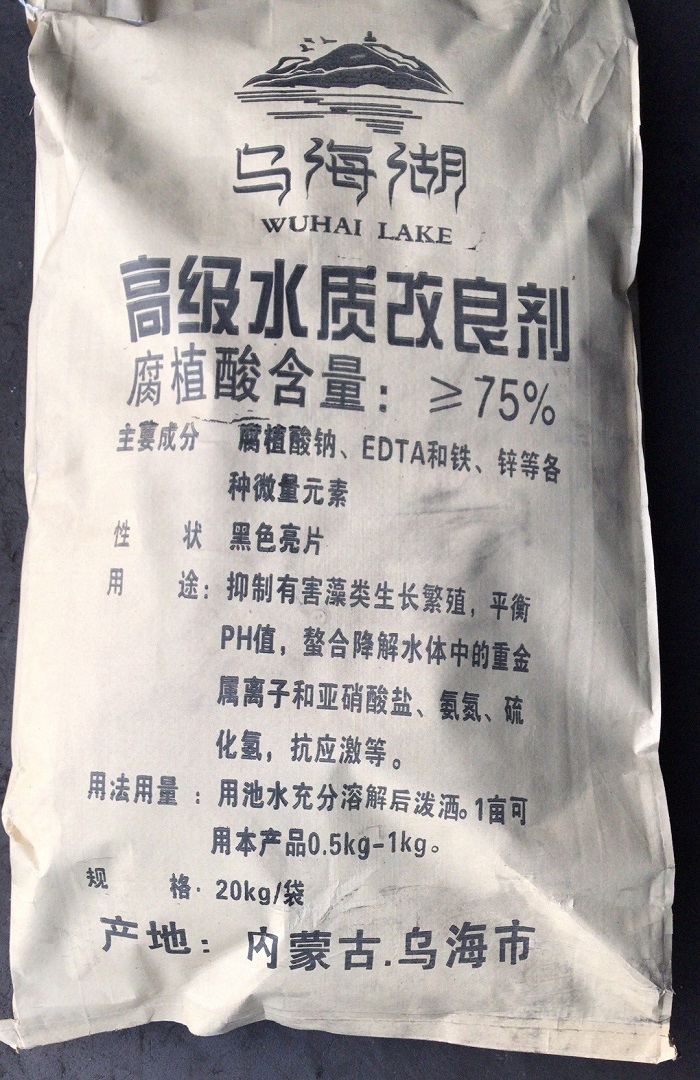 乌海湖
WUHAI LAKE
高级水质改良剂
腐植酸含量：≥75%
主要成分 腐植酸钠、EDTA和铁、锌等各
种微量元素
性 状 黑色亮片
用 途：抑制有害藻类生长繁殖，平衡
PH值，螯合降解水体中的重金
属离子和亚硝酸盐、氨氮、硫
化氢，抗应激等。
用法用量：用池水充分溶解后泼洒。1亩可
用本产品0.5kg-1kg。
规 格· 20kg/袋
产地：内蒙古.乌海市